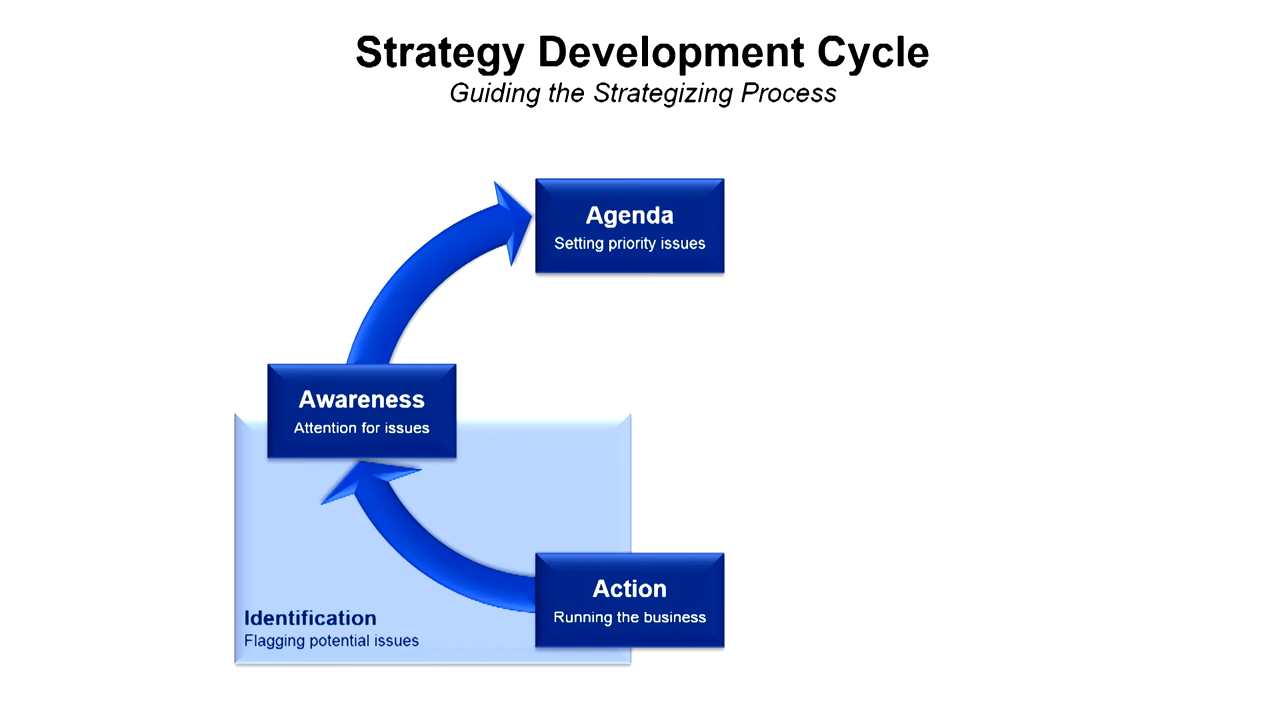 Strategy Development Cycle
Guiding the Strategizing Process
Agenda
Setting priority issues
Awareness
Attention for issues
Action
Running the business
Identification
Flagging potential issues